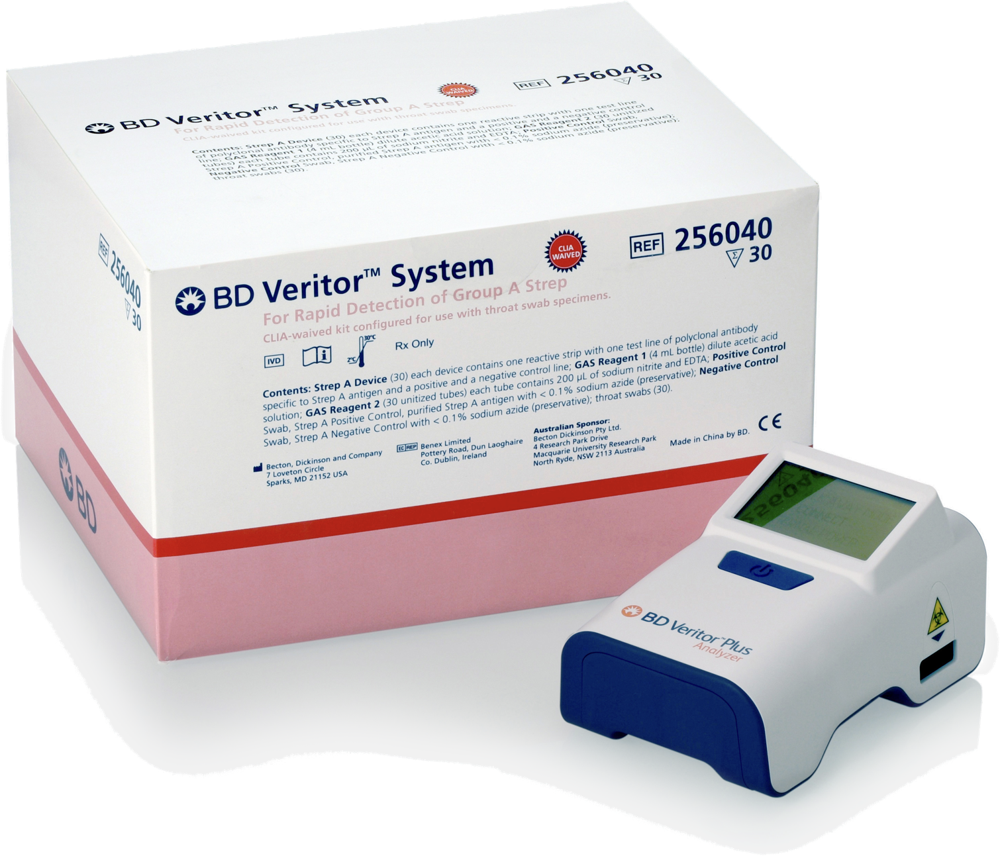 BD Veritor™ System
For Rapid Detection of Group A Strep
CLIA-waived kit configured for use with throat swab specimens.
CLIA
WAIVED
REF 256040
Σ 30
Contents: Strep A Device (30) each device contains one reactive strip with one test line
of polyclonal antibody specific to Strep A antigen and a positive and a negative control
line; GAS Reagent 1 (4 mL bottle) dilute acetic acid solution; GAS Reagent 2 (30 unitized
tubes) each tube contains 200 µL of sodium nitrite and EDTA; Positive Control Swab,
Strep A Positive Control, purified Strep A antigen with < 0.1% sodium azide (preservative);
Negative Control Swab, Strep A Negative Control with < 0.1% sodium azide (preservative);
throat swabs (30).
REF 256040
Σ 30
BD
BD Veritor™ System
For Rapid Detection of Group A Strep
CLIA-waived kit configured for use with throat swab specimens.
CLIA
WAIVED
REF 256040
Σ 30
IVD
i
2°C
30°C
Rx Only
Contents: Strep A Device (30) each device contains one reactive strip with one test line of polyclonal antibody
specific to Strep A antigen and a positive and a negative control line; GAS Reagent 1 (4 mL bottle) dilute acetic acid
solution; GAS Reagent 2 (30 unitized tubes) each tube contains 200 µL of sodium nitrite and EDTA; Positive Control
Swab, Strep A Positive Control, purified Strep A antigen with < 0.1% sodium azide (preservative); Negative Control
Swab, Strep A Negative Control with < 0.1% sodium azide (preservative); throat swabs (30).
Becton, Dickinson and Company
7 Loveton Circle
Sparks, MD 21152 USA
EC REP Benex Limited
Pottery Road, Dun Laoghaire
Co. Dublin, Ireland
Australian Sponsor:
Becton Dickinson Pty Ltd.
4 Research Park Drive
Macquarie University Research Park
North Ryde, NSW 2113 Australia
Made in China by BD.
CE
BD Veritor™ Plus
Analyzer